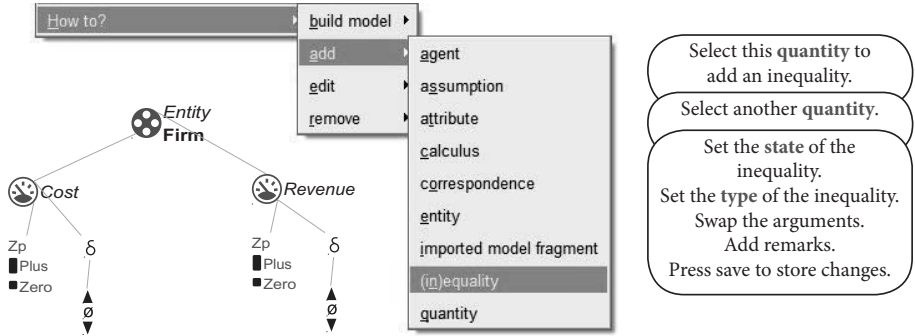 How to?
build model
add
edit
remove
agent
assumption
attribute
calculus
correspondence
entity
imported model fragment
(in)equality
quantity
Entity
Firm
Cost
Revenue
Zp
Plus
Zero
δ
ø
Zp
Plus
Zero
δ
ø
Select this quantity to
add an inequality.
Select another quantity.
Set the state of the
inequality.
Set the type of the inequality.
Swap the arguments.
Add remarks.
Press save to store changes.